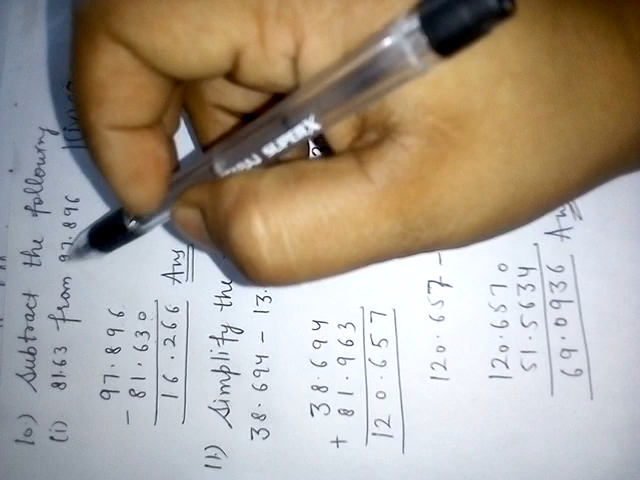 10.) Subtract the following
(i) 81.63 from 97.896
- 97.896
81.630
16.266 Ans
11.) Simplify the
38.694 - 13.
+ 38.694
81.963
120.657
120.657 -
120.6570
51.5634
69.0936 Ans